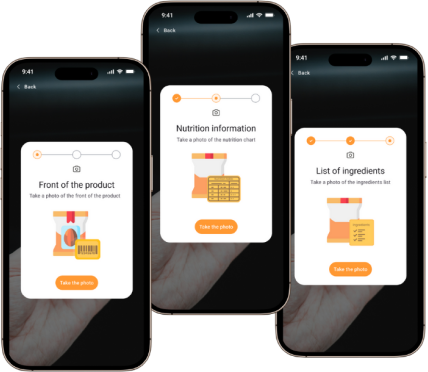 9:41
Back
Front of the product
Take a photo of the front of the product
Take the photo
9:41
Back
Nutrition information
Take a photo of the nutrition chart
Take the photo
9:41
Back
List of ingredients
Take a photo of the ingredients list
Take the photo